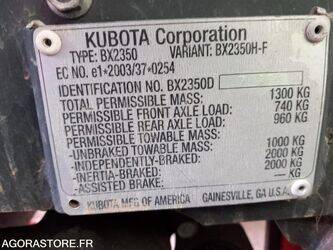 KUBOTA Corporation
TYPE: BX2350 VARIANT: BX2350H-F
EC NO. e1*2003/37*0254
IDENTIFICATION NO. BX2350D
TOTAL PERMISSIBLE MASS: 1300 KG
PERMISSIBLE FRONT AXLE LOAD: 740 KG
PERMISSIBLE REAR AXLE LOAD: 960 KG
PERMISSIBLE TOWABLE MASS:
-UNBRAKED TOWABLE MASS: 1000 KG
-INDEPENDENTLY-BRAKED: 2000 KG
-INERTIA-BRAKED: 2000 KG
-ASSISTED BRAKE: — KG
KUBOTA MFG OF AMERICA GAINESVILLE, GA U.S.A.
AGORASTORE.FR